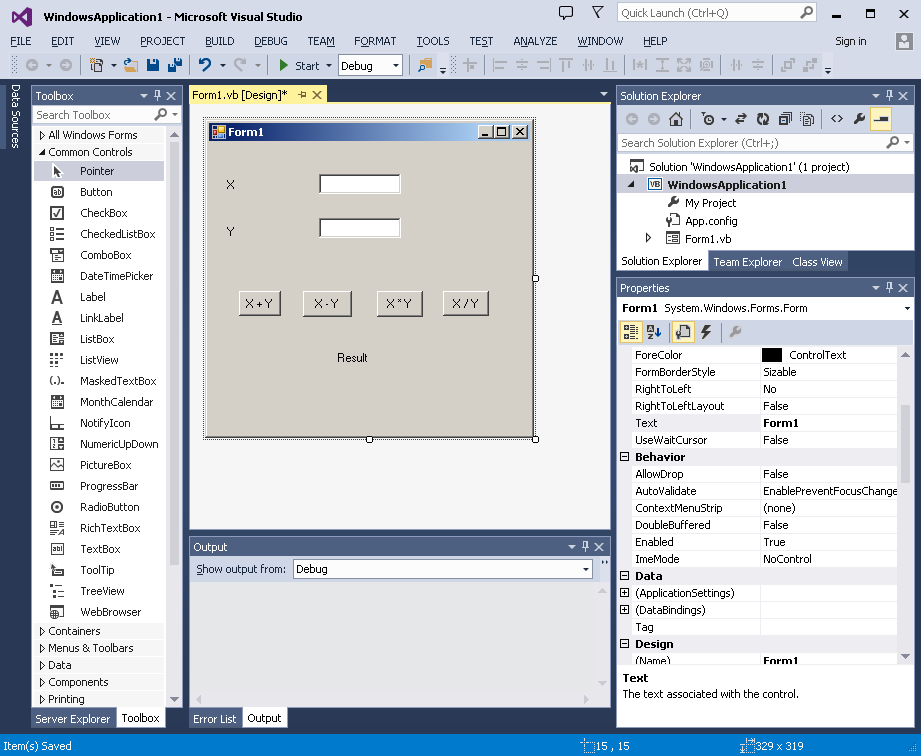 WindowsApplication1 - Microsoft Visual Studio
Quick Launch (Ctrl+Q)
FILE EDIT VIEW PROJECT BUILD DEBUG TEAM FORMAT TOOLS TEST ANALYZE WINDOW HELP Sign in
Start Debug
Data Sources
Toolbox
Search Toolbox
All Windows Forms
Common Controls
Pointer
Button
CheckBox
CheckedListBox
ComboBox
DateTimePicker
Label
LinkLabel
ListBox
ListView
MaskedTextBox
MonthCalendar
NotifyIcon
NumericUpDown
PictureBox
ProgressBar
RadioButton
RichTextBox
TextBox
ToolTip
TreeView
WebBrowser
Containers
Menus & Toolbars
Data
Components
Printing
Server Explorer Toolbox
Form1.vb [Design]*
Form1
X
Y
X + Y X - Y X * Y X / Y
Result
Output
Show output from: Debug
Error List Output
Solution Explorer
Search Solution Explorer (Ctrl+;)
Solution 'WindowsApplication1' (1 project)
VB WindowsApplication1
My Project
App.config
Form1.vb
Solution Explorer Team Explorer Class View
Properties
Form1 System.Windows.Forms.Form
ForeColor ControlText
FormBorderStyle Sizable
RightToLeft No
RightToLeftLayout False
Text Form1
UseWaitCursor False
Behavior
AllowDrop False
AutoValidate EnablePreventFocusChange
ContextMenuStrip (none)
DoubleBuffered False
Enabled True
ImeMode NoControl
Data
(ApplicationSettings)
(DataBindings)
Tag
Design
(Name) Form1
Text
The text associated with the control.
Item(s) Saved 15 , 15 329 x 319